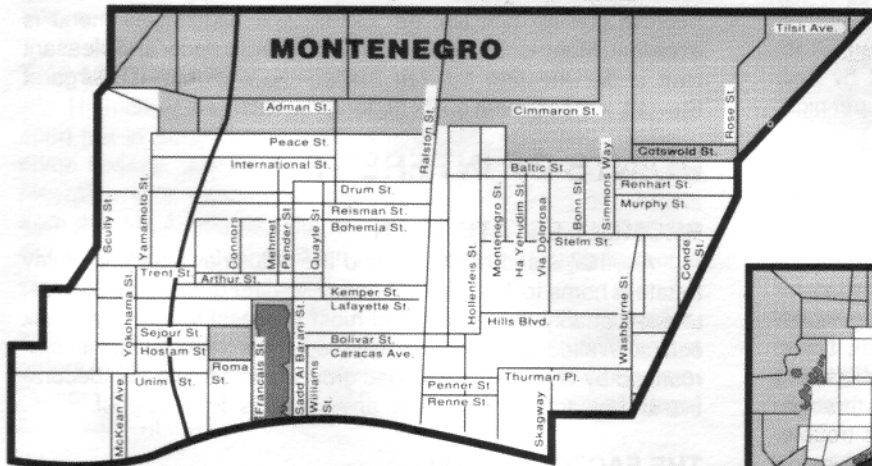 Tilsit Ave.
MONTENEGRO
Adman St.
Cimmaron St.
Rose St.
Peace St.
Ralston St.
Cotswold St.
International St.
Baltic St.
Simmons Way
Renhart St.
Drum St.
Murphy St.
Scully St.
Yamamoto St.
Connors
Mehmet
Pender St.
Quayle St.
Reisman St.
Bohemia St.
Montenegro St.
Ha Yehudim St.
Via Dolorosa
Bonn St.
Stelm St.
Conde St.
Trent St.
Arthur St.
Kemper St.
Lafayette St.
Hollenfeis St.
Hills Blvd.
Washburne St.
Yokohama St.
Sejour St.
Hostam St.
Roma St.
Francais St.
Sadd Al Barani St.
Williams St.
Bolivar St.
Caracas Ave.
McKean Ave.
Unim St.
Penner St
Renne St.
Thurman Pl.
Skagway